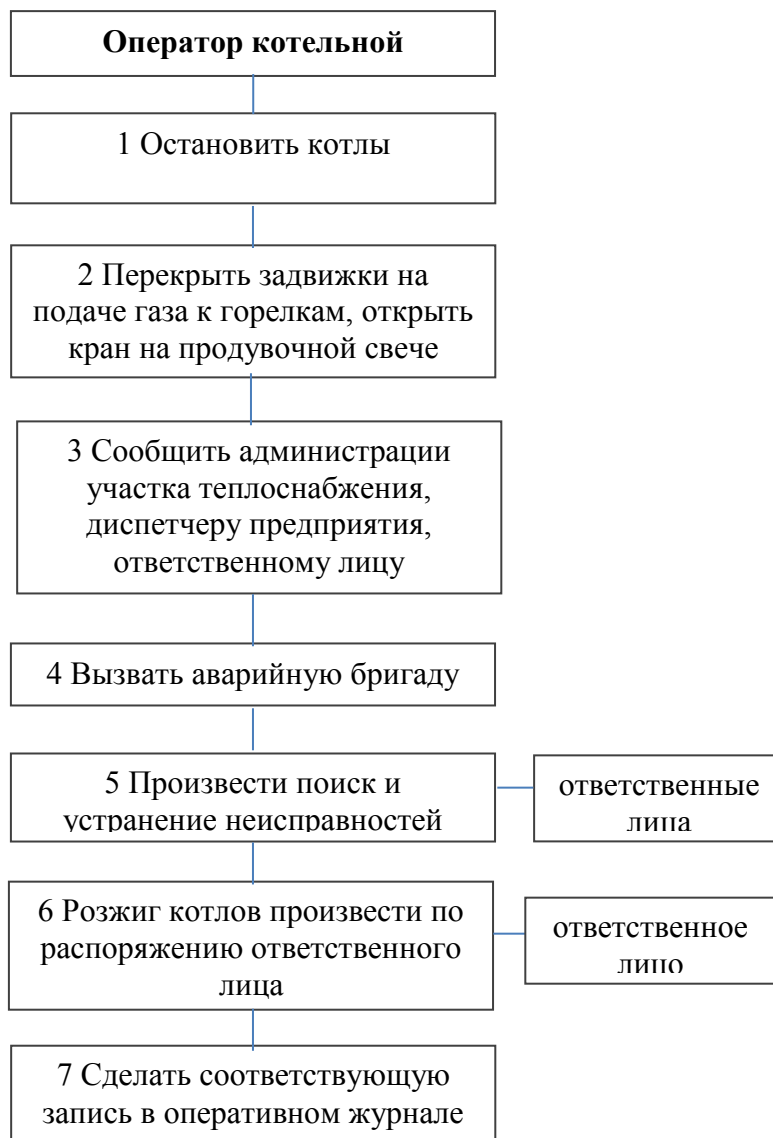 Оператор котельной
1 Остановить котлы
2 Перекрыть задвижки на
подаче газа к горелкам, открыть
кран на продувочной свече
3 Сообщить администрации
участка теплоснабжения,
диспетчеру предприятия,
ответственному лицу
4 Вызвать аварийную бригаду
5 Произвести поиск и
устранение неисправностей
ответственные
лица
6 Розжиг котлов произвести по
распоряжению ответственного
лица
ответственное
лицо
7 Сделать соответствующую
запись в оперативном журнале